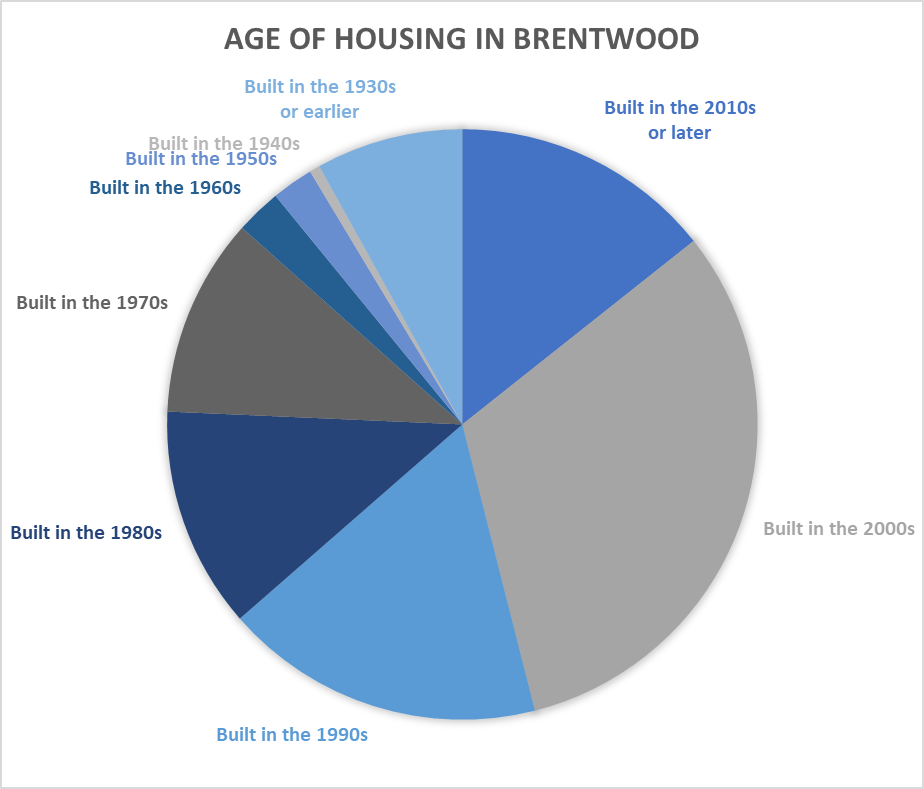 AGE OF HOUSING IN BRENTWOOD
Built in the 1930s
or earlier
Built in the 2010s
or later
Built in the 1940s
Built in the 1950s
Built in the 1960s
Built in the 1970s
Built in the 2000s
Built in the 1980s
Built in the 1990s